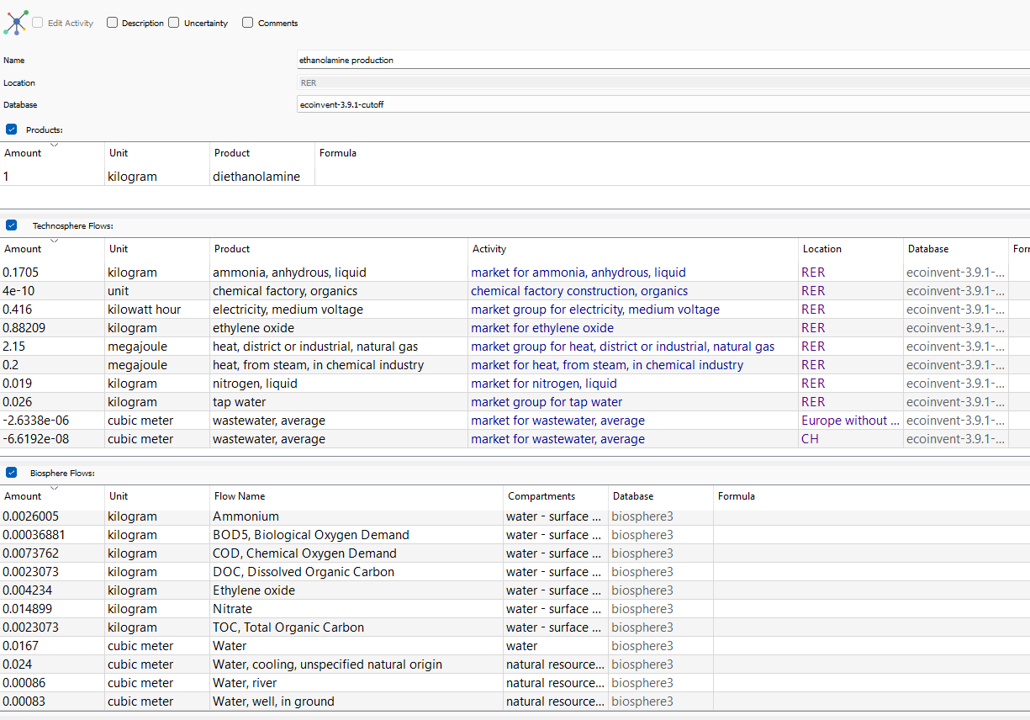 Edit Activity Description Uncertainty Comments
Name ethanolamine production
Location RER
Database ecoinvent-3.9.1-cutoff
Products:
Amount Unit Product Formula
1 kilogram diethanolamine
Technosphere Flows:
Amount Unit Product Activity Location Database Forr
0.1705 kilogram ammonia, anhydrous, liquid market for ammonia, anhydrous, liquid RER ecoinvent-3.9.1-...
4e-10 unit chemical factory, organics chemical factory construction, organics RER ecoinvent-3.9.1-...
0.416 kilowatt hour electricity, medium voltage market group for electricity, medium voltage RER ecoinvent-3.9.1-...
0.88209 kilogram ethylene oxide market for ethylene oxide RER ecoinvent-3.9.1-...
2.15 megajoule heat, district or industrial, natural gas market group for heat, district or industrial, natural gas RER ecoinvent-3.9.1-...
0.2 megajoule heat, from steam, in chemical industry market for heat, from steam, in chemical industry RER ecoinvent-3.9.1-...
0.019 kilogram nitrogen, liquid market for nitrogen, liquid RER ecoinvent-3.9.1-...
0.026 kilogram tap water market group for tap water RER ecoinvent-3.9.1-...
-2.6338e-06 cubic meter wastewater, average market for wastewater, average Europe without ... ecoinvent-3.9.1-...
-6.6192e-08 cubic meter wastewater, average market for wastewater, average CH ecoinvent-3.9.1-...
Biosphere Flows:
Amount Unit Flow Name Compartments Database Formula
0.0026005 kilogram Ammonium water - surface ... biosphere3
0.00036881 kilogram BOD5, Biological Oxygen Demand water - surface ... biosphere3
0.0073762 kilogram COD, Chemical Oxygen Demand water - surface ... biosphere3
0.0023073 kilogram DOC, Dissolved Organic Carbon water - surface ... biosphere3
0.004234 kilogram Ethylene oxide water - surface ... biosphere3
0.014899 kilogram Nitrate water - surface ... biosphere3
0.0023073 kilogram TOC, Total Organic Carbon water - surface ... biosphere3
0.0167 cubic meter Water water biosphere3
0.024 cubic meter Water, cooling, unspecified natural origin natural resource... biosphere3
0.00086 cubic meter Water, river natural resource... biosphere3
0.00083 cubic meter Water, well, in ground natural resource... biosphere3